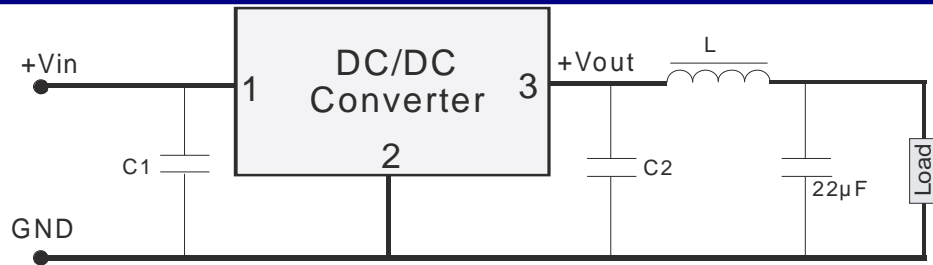 L
+Vin
DC/DC
Converter
+Vout
1
3
2
C1
C2
22µF
Load
GND